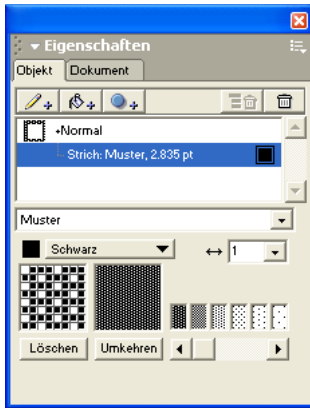 Eigenschaften
Objekt Dokument
Normal
Strich: Muster, 2.835 pt
Muster
Schwarz 1
Löschen Umkehren